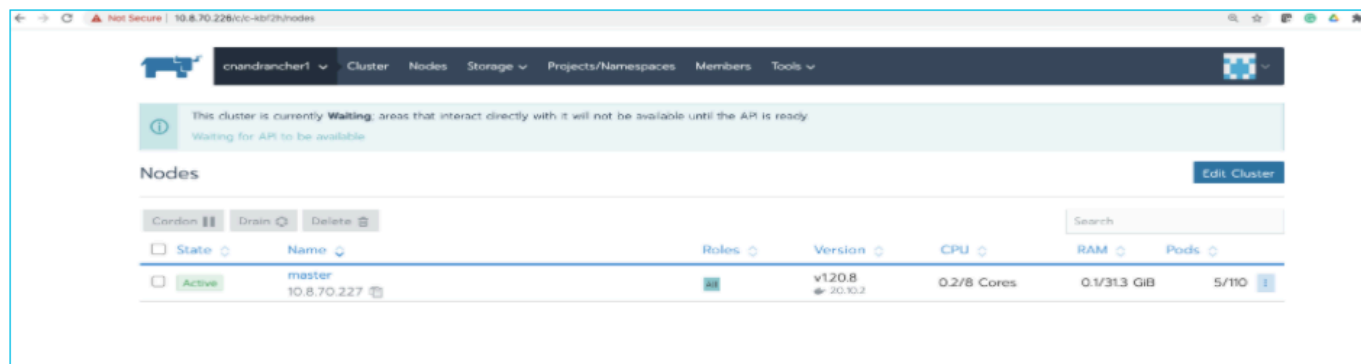 Not Secure | 10.8.70.226/c/c-kbf2h/nodes
cnandrancher1 Cluster Nodes Storage Projects/Namespaces Members Tools
This cluster is currently Waiting; areas that interact directly with it will not be available until the API is ready.
Waiting for API to be available
Nodes
Edit Cluster
Cordon Drain Delete
Search
State Name Roles Version CPU RAM Pods
Active master All v1.20.8 0.2/8 Cores 0.1/31.3 GiB 5/110
10.8.70.227 20.10.2